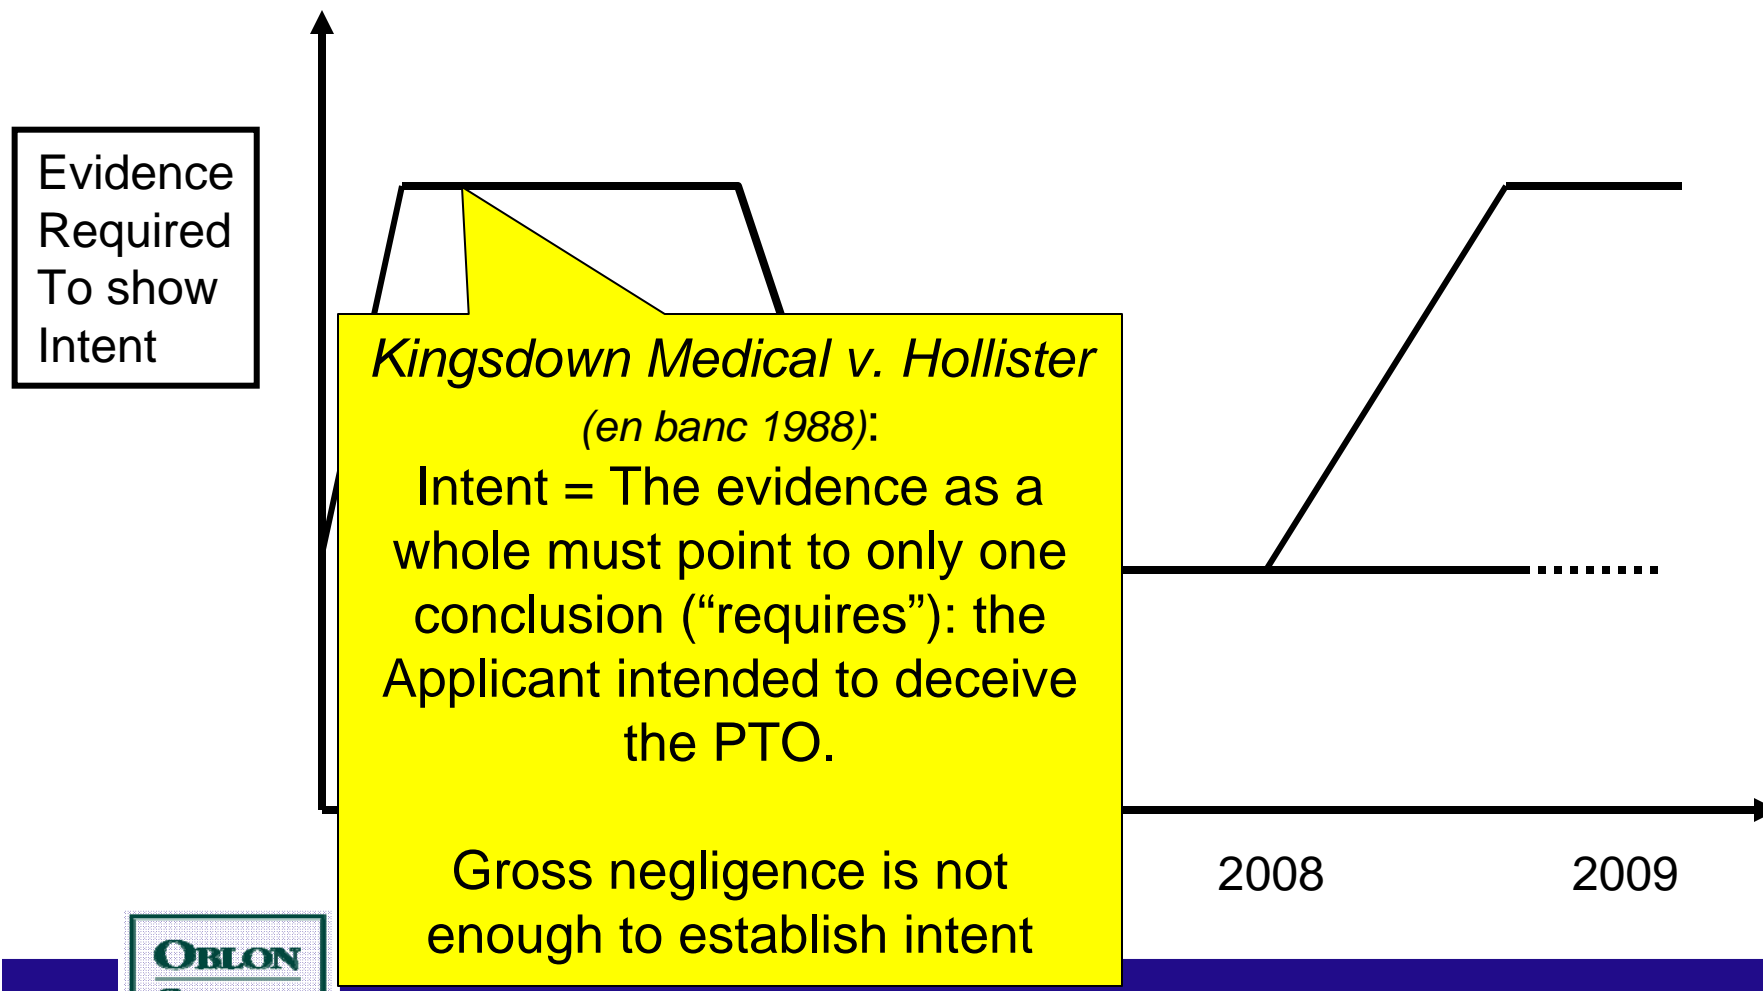 Evidence
Required
To show
Intent
Kingsdown Medical v. Hollister
(en banc 1988):
Intent = The evidence as a
whole must point to only one
conclusion (“requires”): the
Applicant intended to deceive
the PTO.
Gross negligence is not
enough to establish intent
2008
2009
OBLON